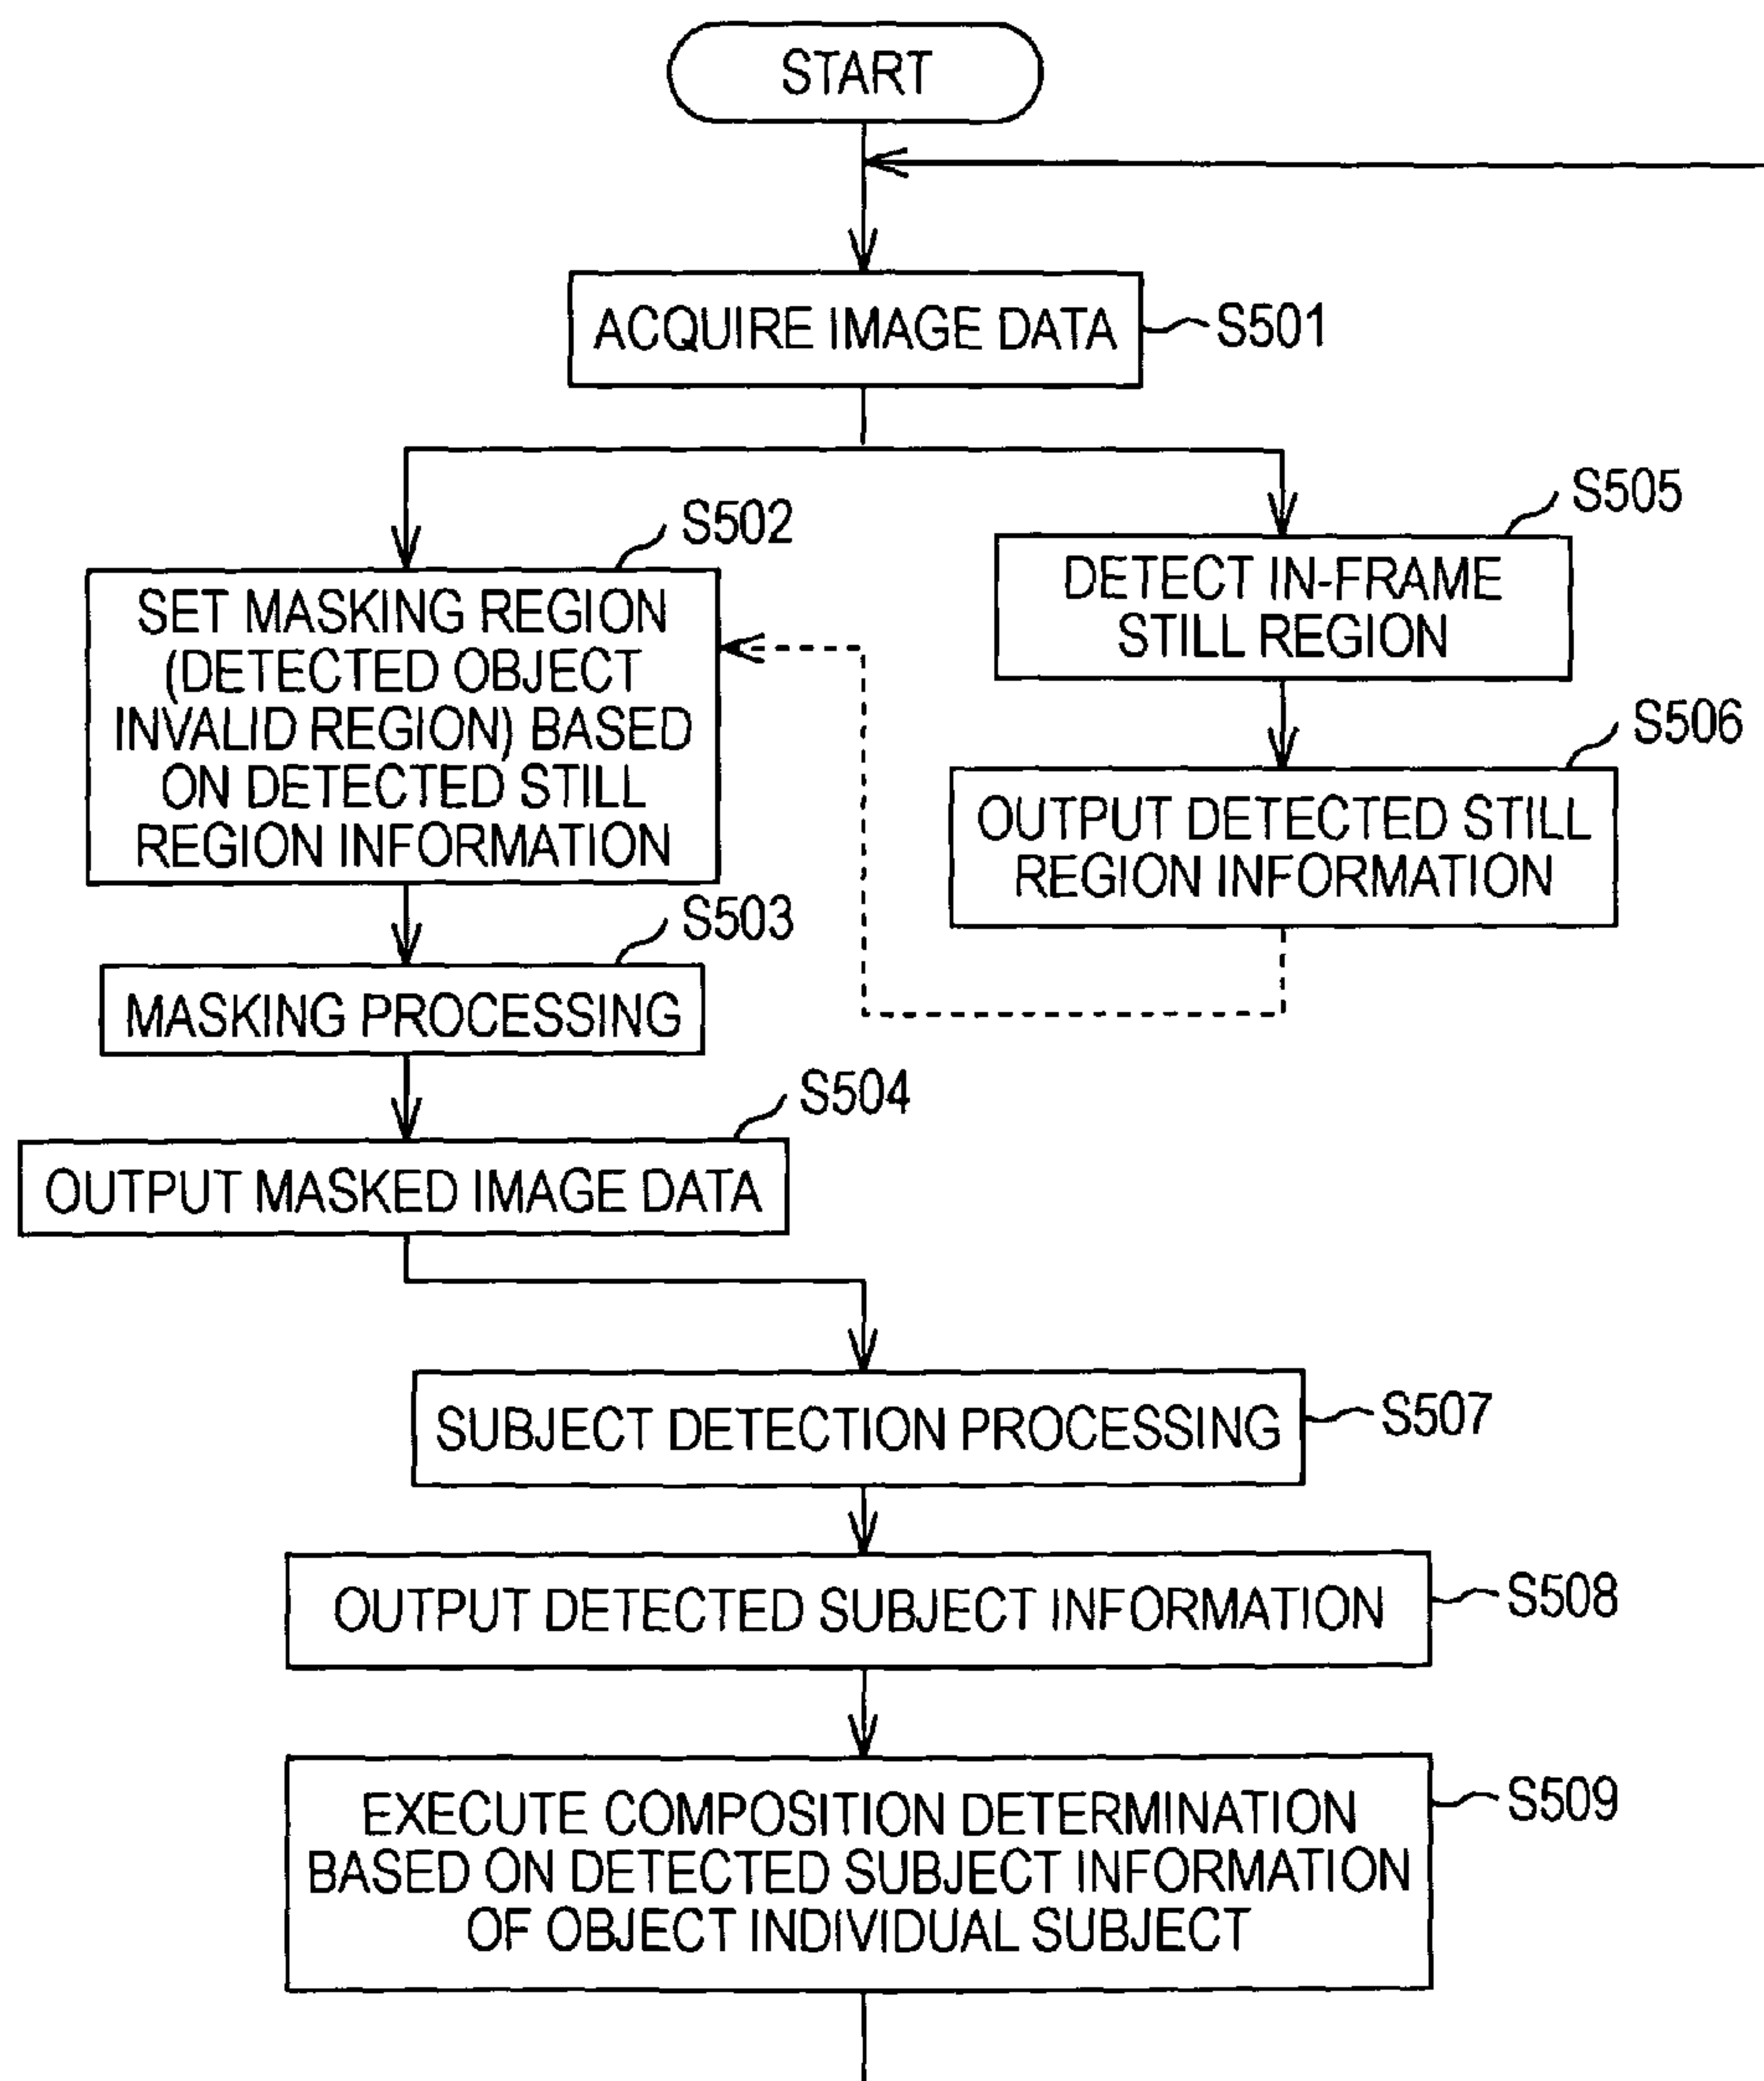 START
ACQUIRE IMAGE DATA
S501
S502
SET MASKING REGION
(DETECTED OBJECT
INVALID REGION) BASED
ON DETECTED STILL
REGION INFORMATION
S505
DETECT IN-FRAME
STILL REGION
S506
OUTPUT DETECTED STILL
REGION INFORMATION
S503
MASKING PROCESSING
S504
OUTPUT MASKED IMAGE DATA
SUBJECT DETECTION PROCESSING
S507
OUTPUT DETECTED SUBJECT INFORMATION
S508
EXECUTE COMPOSITION DETERMINATION
BASED ON DETECTED SUBJECT INFORMATION
OF OBJECT INDIVIDUAL SUBJECT
S509